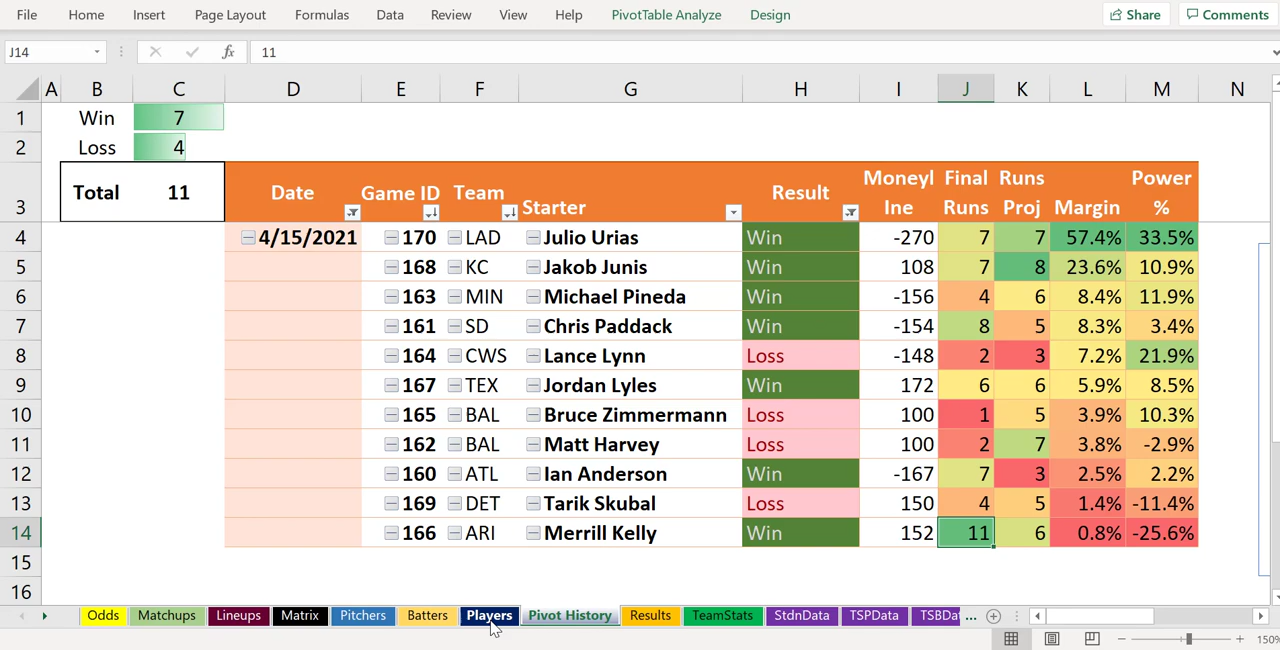 File Home Insert Page Layout Formulas Data Review View Help PivotTable Analyze Design Share Comments
J14 fx 11
A B C D E F G H I J K L M N
1 Win 7
2 Loss 4
3 Total 11 Date Game ID Team Starter Result Moneyl ine Final Runs Runs Proj Margin Power %
4 4/15/2021 170 LAD Julio Urias Win -270 7 7 57.4% 33.5%
5 168 KC Jakob Junis Win 108 7 8 23.6% 10.9%
6 163 MIN Michael Pineda Win -156 4 6 8.4% 11.9%
7 161 SD Chris Paddack Win -154 8 5 8.3% 3.4%
8 164 CWS Lance Lynn Loss -148 2 3 7.2% 21.9%
9 167 TEX Jordan Lyles Win 172 6 6 5.9% 8.5%
10 165 BAL Bruce Zimmermann Loss 100 1 5 3.9% 10.3%
11 162 BAL Matt Harvey Loss 100 2 7 3.8% -2.9%
12 160 ATL Ian Anderson Win -167 7 3 2.5% 2.2%
13 169 DET Tarik Skubal Loss 150 4 5 1.4% -11.4%
14 166 ARI Merrill Kelly Win 152 11 6 0.8% -25.6%
15
16
Odds Matchups Lineups Matrix Pitchers Batters Players Pivot History Results TeamStats StdnData TSPData TSBDa ...
150%